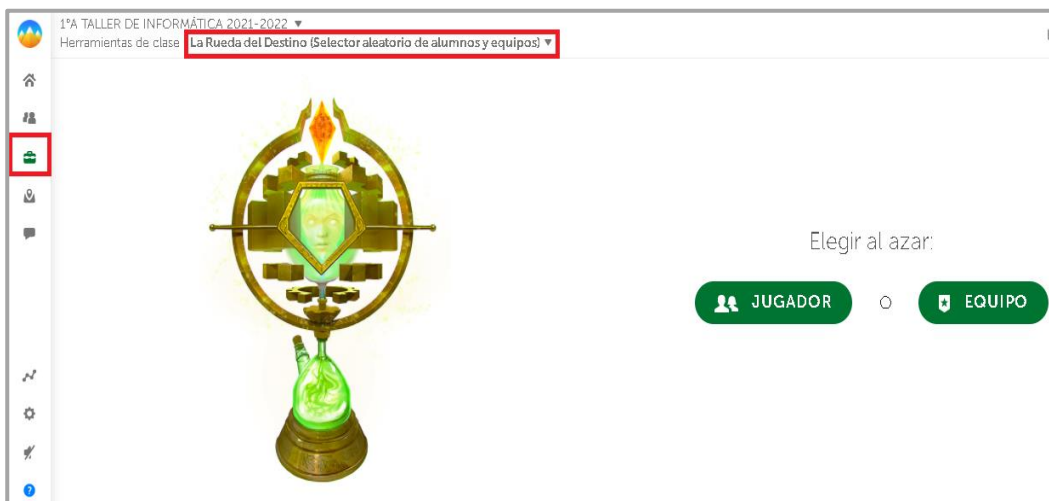 1ºA TALLER DE INFORMÁTICA 2021-2022 ▼
Herramientas de clase La Rueda del Destino (Selector aleatorio de alumnos y equipos) ▼
Elegir al azar:
JUGADOR O EQUIPO
?